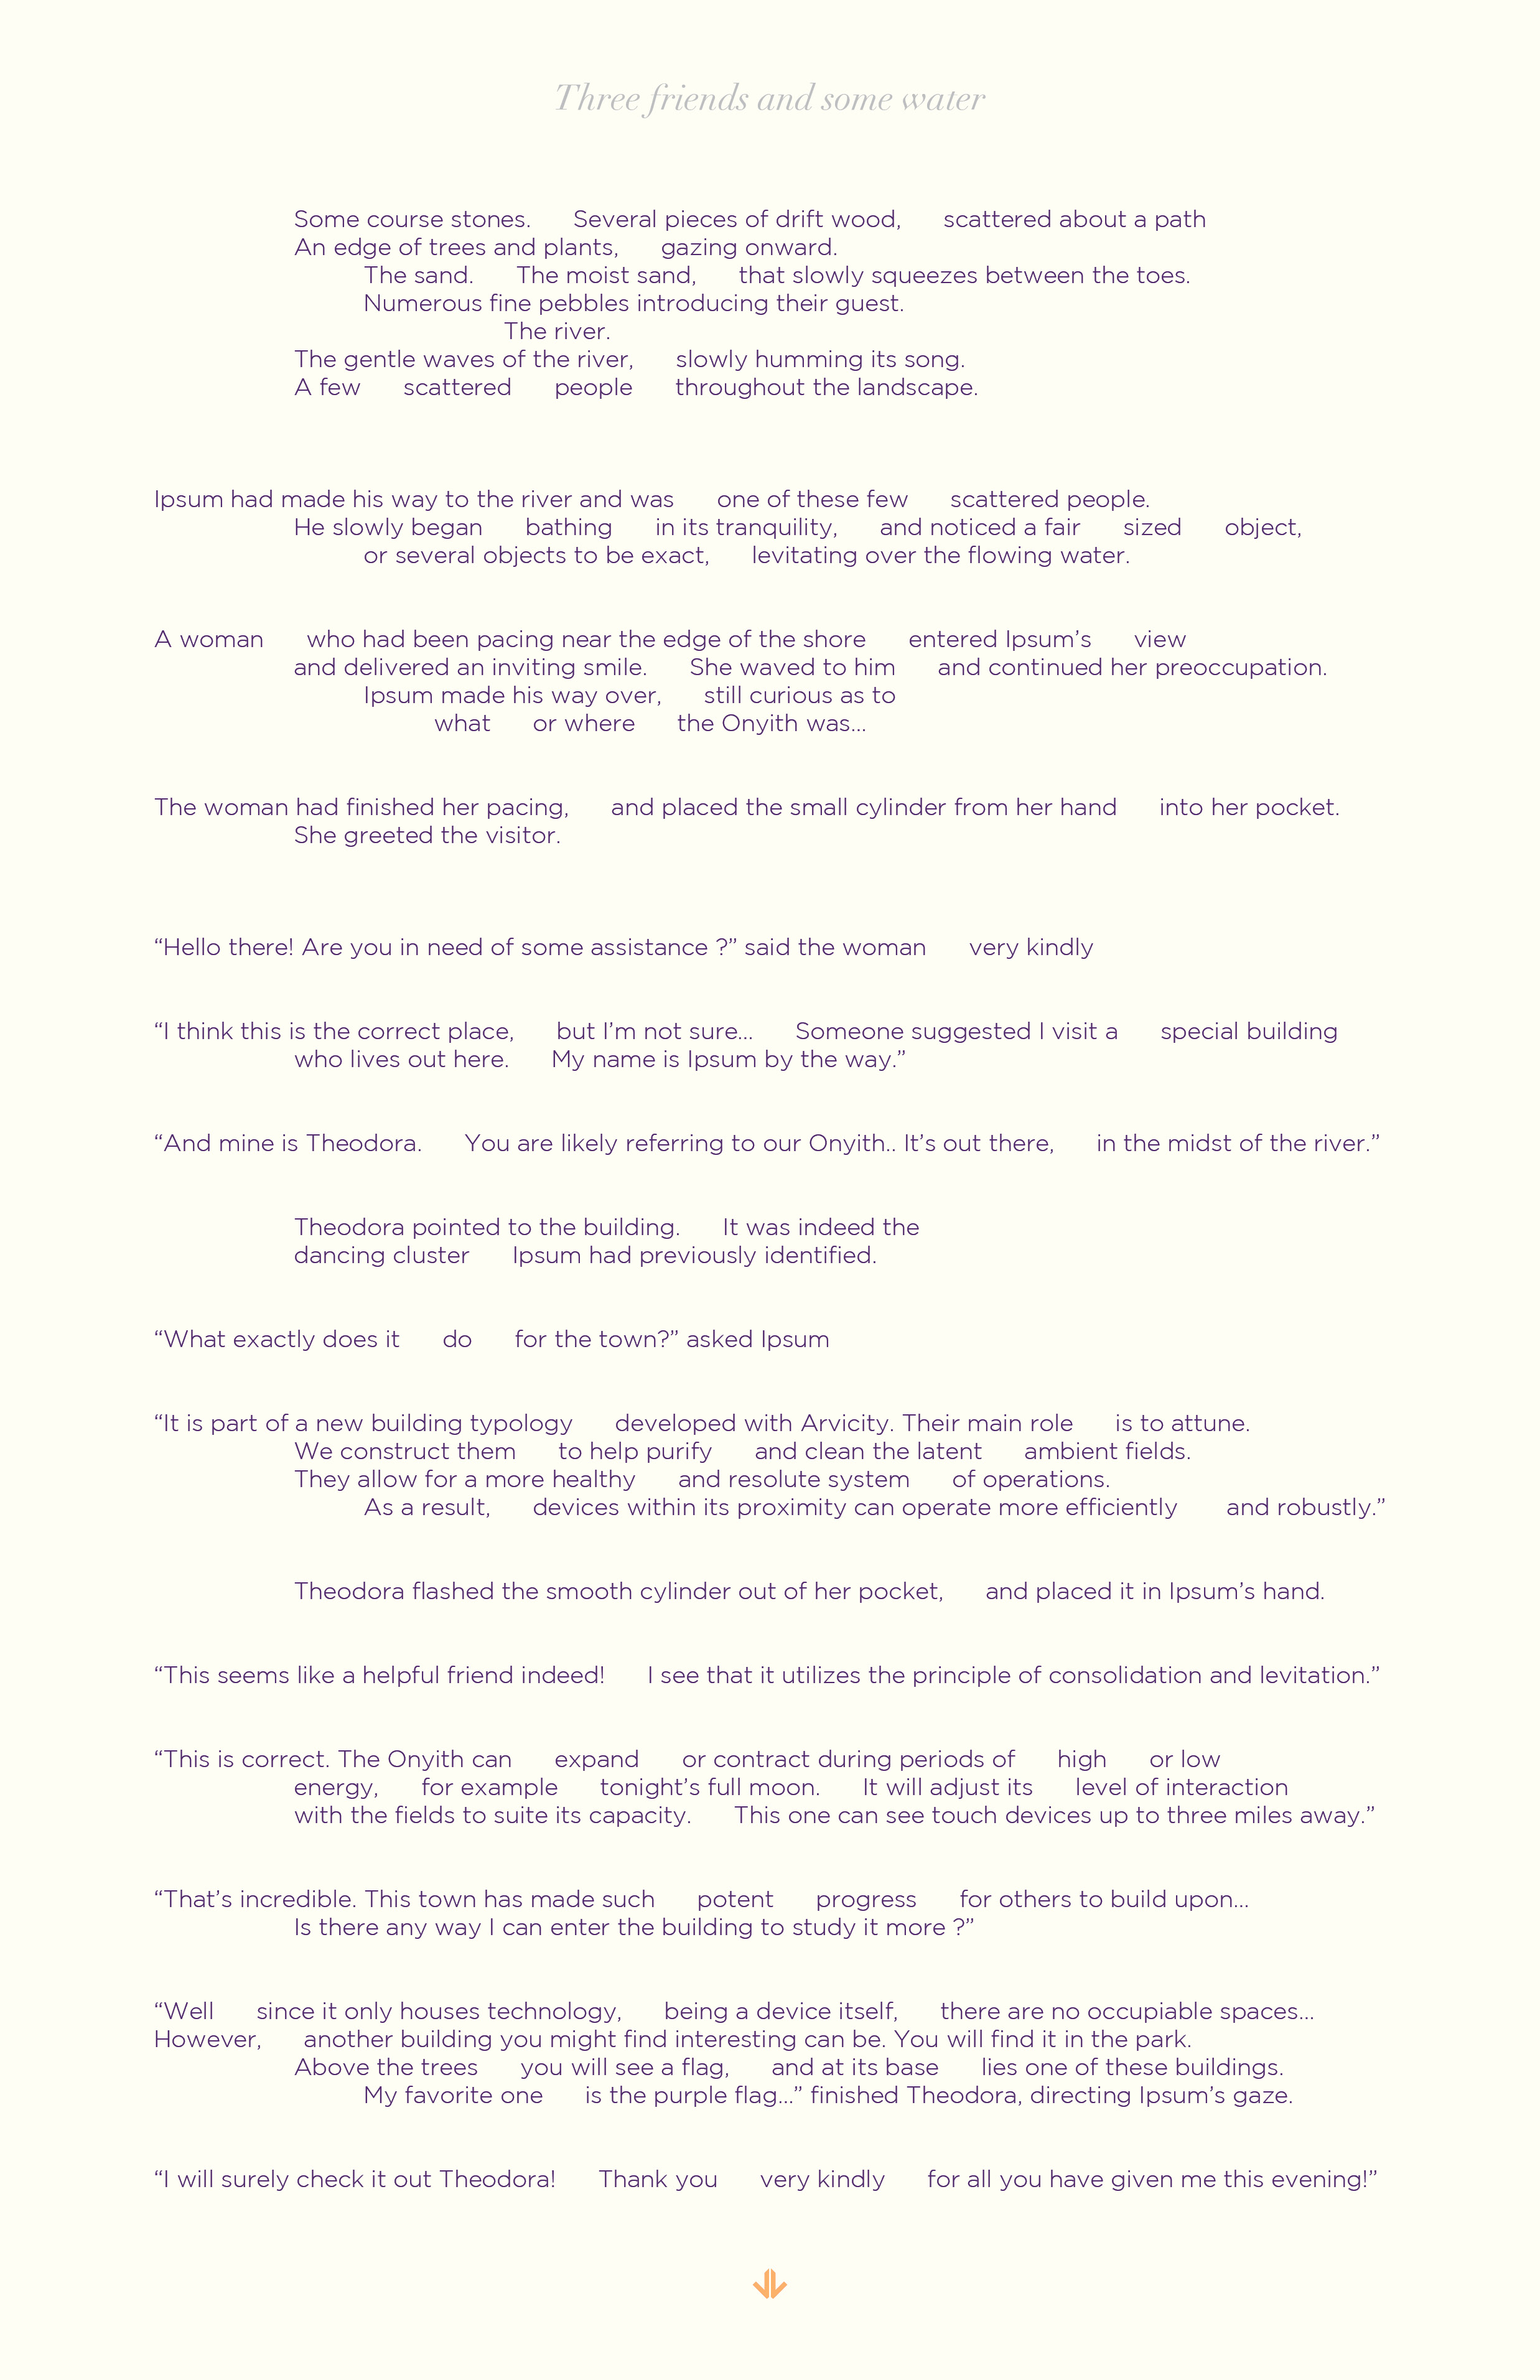 Three friends and some water
Some course stones. Several pieces of drift wood, scattered about a path
An edge of trees and plants, gazing onward.
The sand. The moist sand, that slowly squeezes between the toes.
Numerous fine pebbles introducing their guest.
The river.
The gentle waves of the river, slowly humming its song.
A few scattered people throughout the landscape.
Ipsum had made his way to the river and was one of these few scattered people.
He slowly began bathing in its tranquility, and noticed a fair sized object,
or several objects to be exact, levitating over the flowing water.
A woman who had been pacing near the edge of the shore entered Ipsum’s view
and delivered an inviting smile. She waved to him and continued her preoccupation.
Ipsum made his way over, still curious as to
what or where the Onyith was...
The woman had finished her pacing, and placed the small cylinder from her hand into her pocket.
She greeted the visitor.
“Hello there! Are you in need of some assistance ?” said the woman very kindly
“I think this is the correct place, but I’m not sure... Someone suggested I visit a special building
who lives out here. My name is Ipsum by the way.”
“And mine is Theodora. You are likely referring to our Onyith.. It’s out there, in the midst of the river.”
Theodora pointed to the building. It was indeed the
dancing cluster Ipsum had previously identified.
“What exactly does it do for the town?” asked Ipsum
“It is part of a new building typology developed with Arvicity. Their main role is to attune.
We construct them to help purify and clean the latent ambient fields.
They allow for a more healthy and resolute system of operations.
As a result, devices within its proximity can operate more efficiently and robustly.”
Theodora flashed the smooth cylinder out of her pocket, and placed it in Ipsum’s hand.
“This seems like a helpful friend indeed! I see that it utilizes the principle of consolidation and levitation.”
“This is correct. The Onyith can expand or contract during periods of high or low
energy, for example tonight’s full moon. It will adjust its level of interaction
with the fields to suite its capacity. This one can see touch devices up to three miles away.”
“That’s incredible. This town has made such potent progress for others to build upon...
Is there any way I can enter the building to study it more ?”
“Well since it only houses technology, being a device itself, there are no occupiable spaces...
However, another building you might find interesting can be. You will find it in the park.
Above the trees you will see a flag, and at its base lies one of these buildings.
My favorite one is the purple flag...” finished Theodora, directing Ipsum’s gaze.
“I will surely check it out Theodora! Thank you very kindly for all you have given me this evening!”